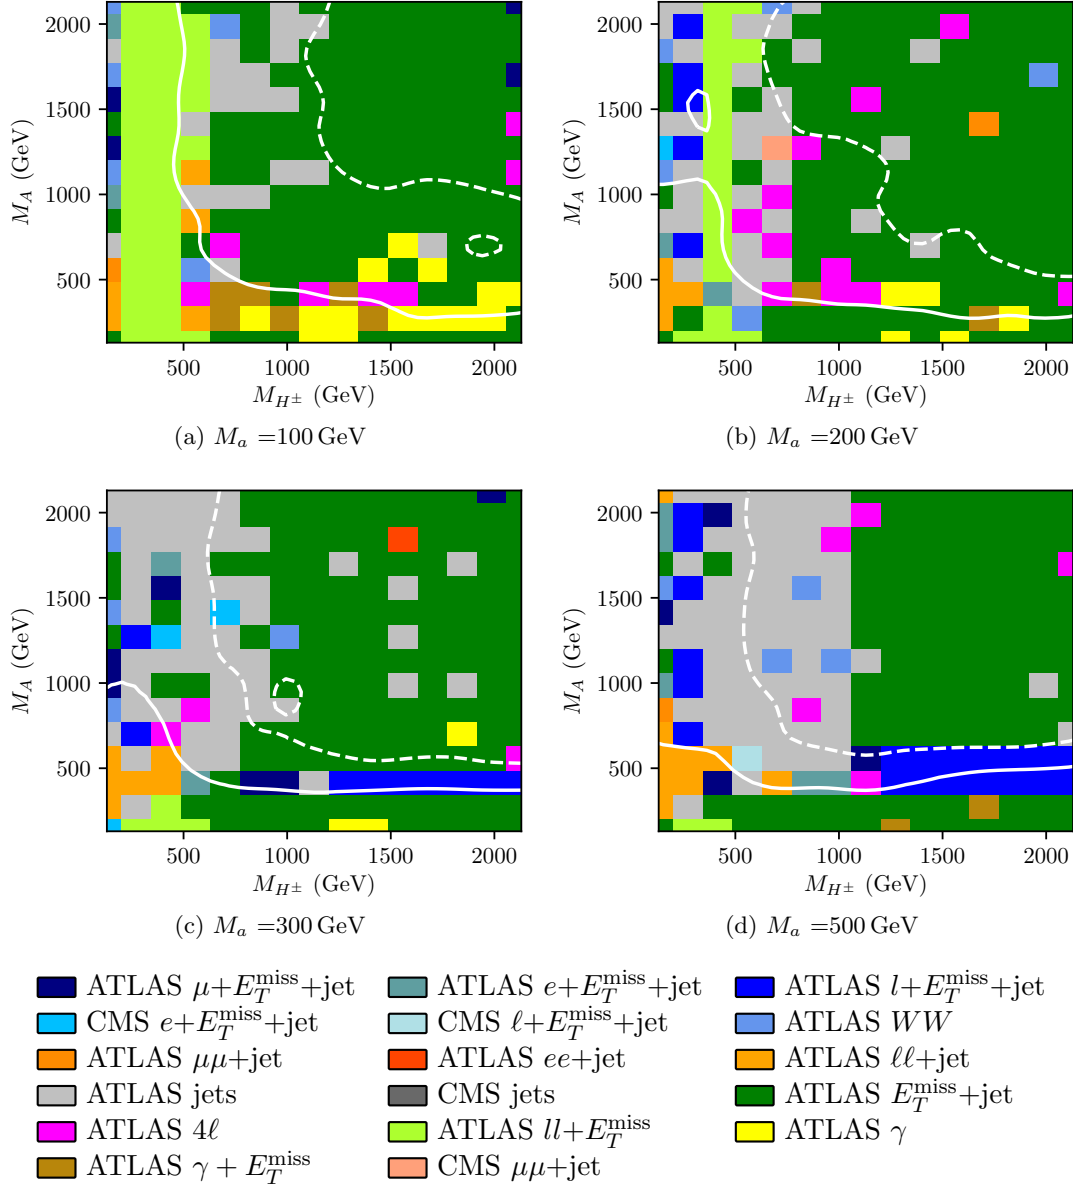 2000
1500
1000
500
M_A (GeV)
500 1000 1500 2000
M_{H^±} (GeV)
(a) M_a =100 GeV
2000
1500
1000
500
M_A (GeV)
500 1000 1500 2000
M_{H^±} (GeV)
(b) M_a =200 GeV
2000
1500
1000
500
M_A (GeV)
500 1000 1500 2000
M_{H^±} (GeV)
(c) M_a =300 GeV
2000
1500
1000
500
M_A (GeV)
500 1000 1500 2000
M_{H^±} (GeV)
(d) M_a =500 GeV
ATLAS μ+E_T^{miss}+jet ATLAS e+E_T^{miss}+jet ATLAS l+E_T^{miss}+jet
CMS e+E_T^{miss}+jet CMS ℓ+E_T^{miss}+jet ATLAS WW
ATLAS μμ+jet ATLAS ee+jet ATLAS ℓℓ+jet
ATLAS jets CMS jets ATLAS E_T^{miss}+jet
ATLAS 4ℓ ATLAS ll+E_T^{miss} ATLAS γ
ATLAS γ + E_T^{miss} CMS μμ+jet